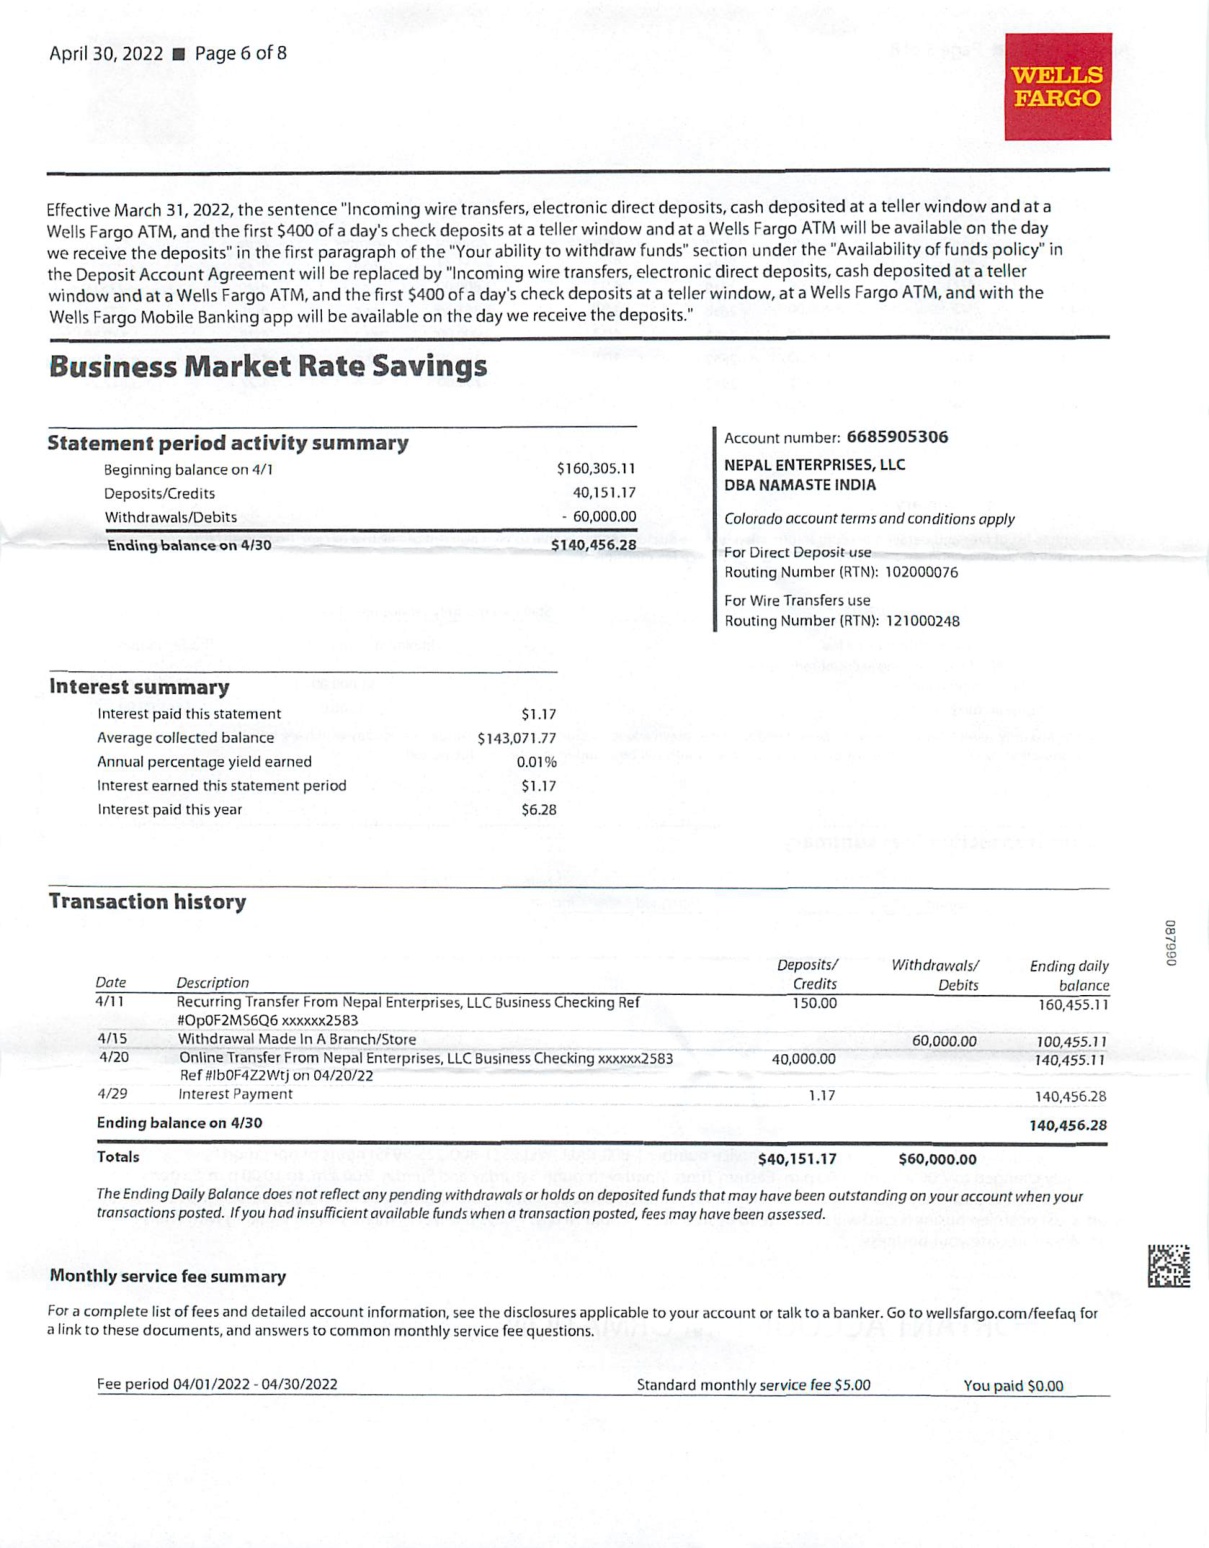 April 30, 2022 ■ Page 6 of 8
WELLS
FARGO
Effective March 31, 2022, the sentence "Incoming wire transfers, electronic direct deposits, cash deposited at a teller window and at a
Wells Fargo ATM, and the first $400 of a day's check deposits at a teller window and at a Wells Fargo ATM will be available on the day
we receive the deposits" in the first paragraph of the "Your ability to withdraw funds" section under the "Availability of funds policy" in
the Deposit Account Agreement will be replaced by "Incoming wire transfers, electronic direct deposits, cash deposited at a teller
window and at a Wells Fargo ATM, and the first $400 of a day's check deposits at a teller window, at a Wells Fargo ATM, and with the
Wells Fargo Mobile Banking app will be available on the day we receive the deposits."
Business Market Rate Savings
Statement period activity summary
Beginning balance on 4/1 $160,305.11
Deposits/Credits 40,151.17
Withdrawals/Debits - 60,000.00
Ending balance on 4/30 $140,456.28
Account number: 6685905306
NEPAL ENTERPRISES, LLC
DBA NAMASTE INDIA
Colorado account terms and conditions apply
For Direct Deposit use
Routing Number (RTN): 102000076
For Wire Transfers use
Routing Number (RTN): 121000248
Interest summary
Interest paid this statement $1.17
Average collected balance $143,071.77
Annual percentage yield earned 0.01%
Interest earned this statement period $1.17
Interest paid this year $6.28
Transaction history
Deposits/ Withdrawals/ Ending daily
Date Description Credits Debits balance
4/11 Recurring Transfer From Nepal Enterprises, LLC Business Checking Ref 150.00 160,455.11
#Op0F2MS6Q6 xxxxxx2583
4/15 Withdrawal Made In A Branch/Store 60,000.00 100,455.11
4/20 Online Transfer From Nepal Enterprises, LLC Business Checking xxxxxx2583 40,000.00 140,455.11
Ref #Ib0F4Z2Wtj on 04/20/22
4/29 Interest Payment 1.17 140,456.28
Ending balance on 4/30 140,456.28
Totals $40,151.17 $60,000.00
The Ending Daily Balance does not reflect any pending withdrawals or holds on deposited funds that may have been outstanding on your account when your
transactions posted. If you had insufficient available funds when a transaction posted, fees may have been assessed.
Monthly service fee summary
For a complete list of fees and detailed account information, see the disclosures applicable to your account or talk to a banker. Go to wellsfargo.com/feefaq for
a link to these documents, and answers to common monthly service fee questions.
Fee period 04/01/2022 - 04/30/2022 Standard monthly service fee $5.00 You paid $0.00
087990